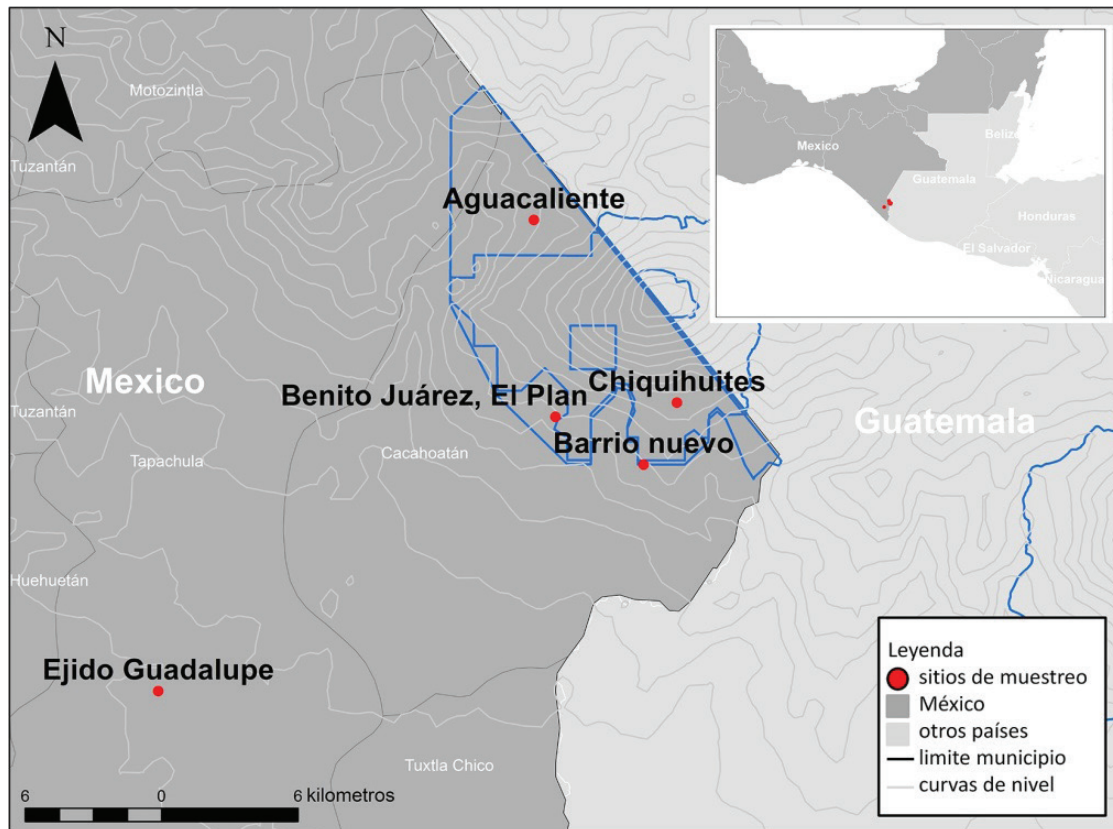 N
Motozintla
Tuzantán
Aguacaliente
Mexico
Belize
Guatemala
Honduras
El Salvador
Nicaragua
Mexico
Chiquihuites
Benito Juárez, El Plan
Guatemala
Barrio nuevo
Tuzantán
Tapachula
Cacahoatán
Huehuetán
Ejido Guadalupe
Tuxtla Chico
6 0 6 kilometros
Leyenda
sitios de muestreo
México
otros países
limite municipio
curvas de nivel